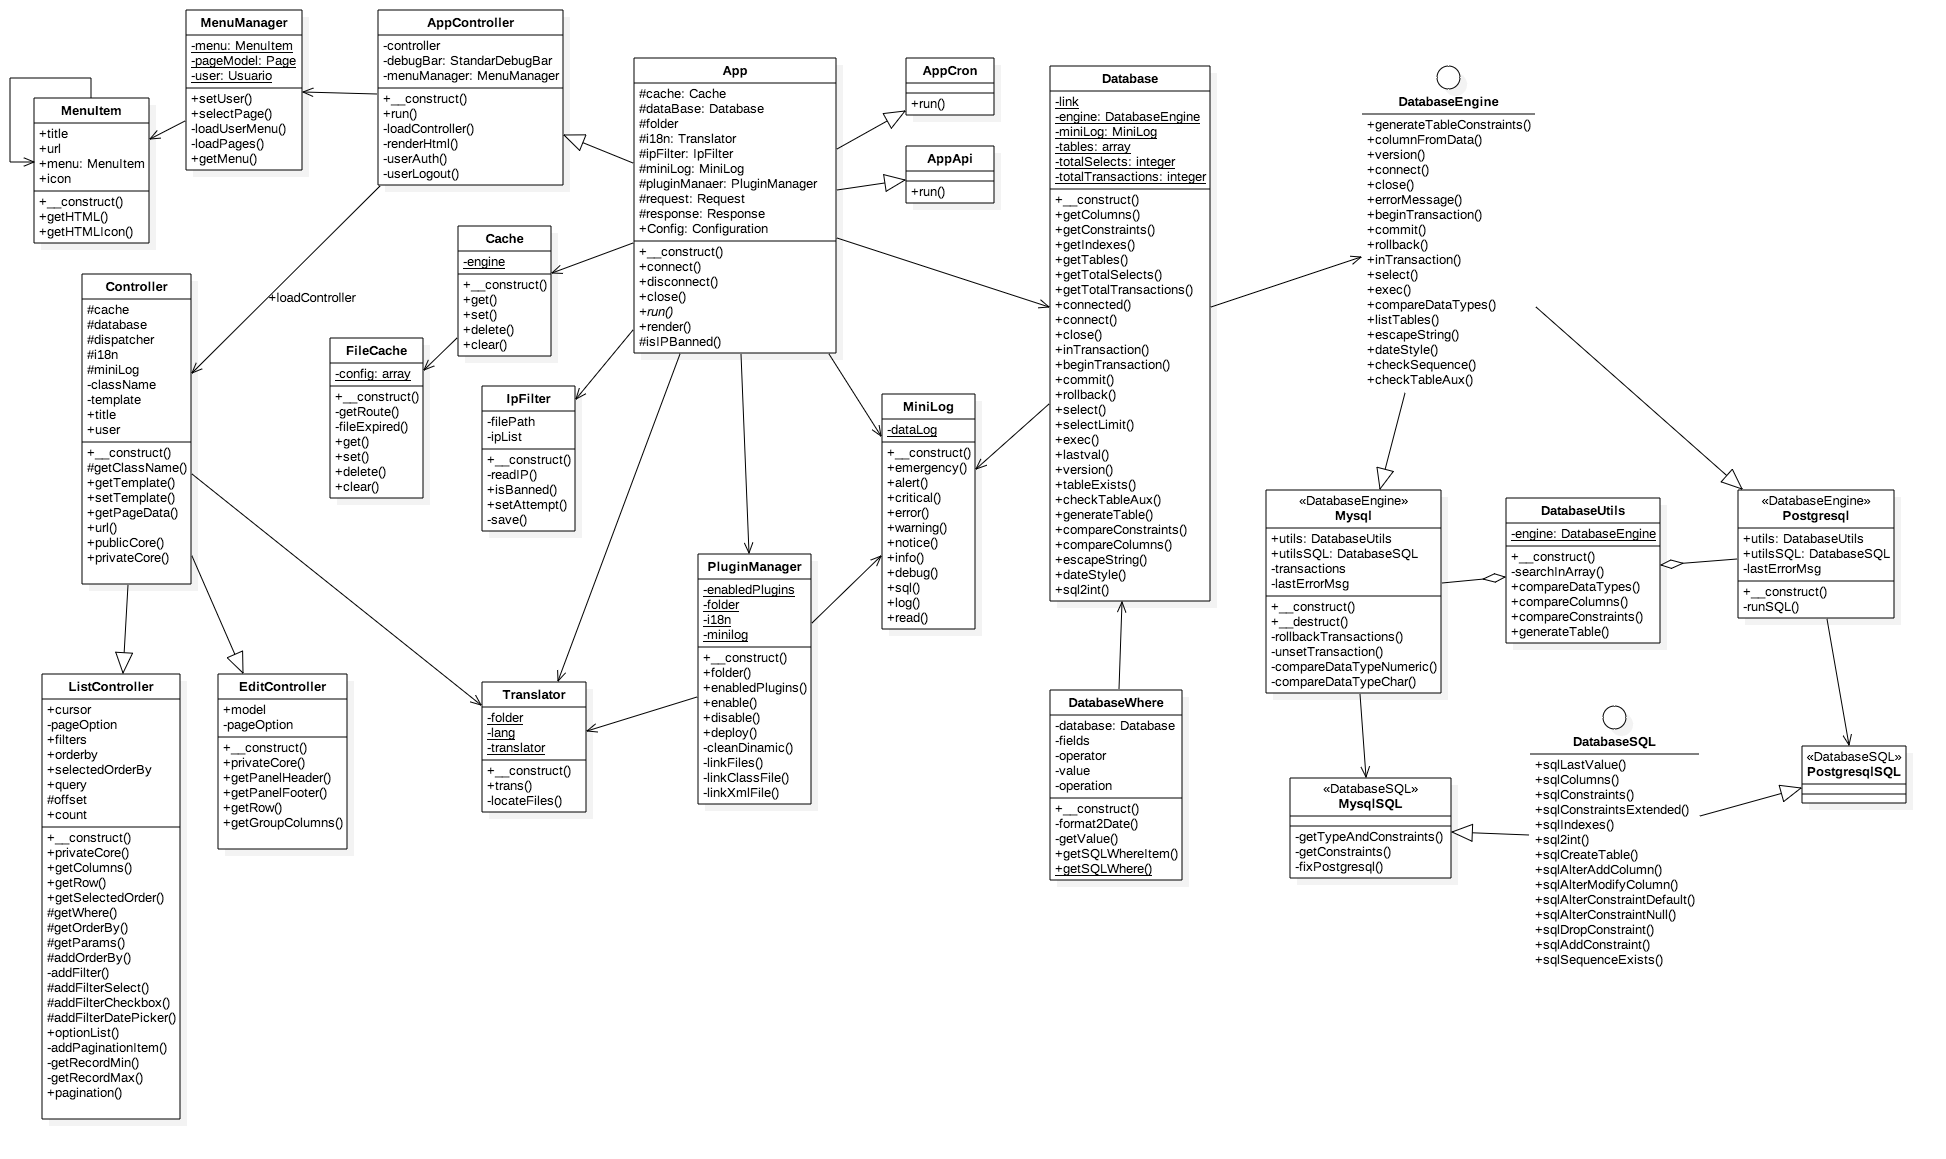 MenuManager
-menu: MenuItem
-pageModel: Page
-user: Usuario
+setUser()
+selectPage()
-loadUserMenu()
-loadPages()
+getMenu()
AppController
-controller
-debugBar: StandarDebugBar
-menuManager: MenuManager
+__construct()
+run()
-loadController()
-renderHtml()
-userAuth()
-userLogout()
MenuItem
+title
+url
+menu: MenuItem
+icon
+__construct()
+getHTML()
+getHTMLIcon()
App
#cache: Cache
#dataBase: Database
#folder
#i18n: Translator
#ipFilter: IpFilter
#miniLog: MiniLog
#pluginManaer: PluginManager
#request: Request
#response: Response
+Config: Configuration
+__construct()
+connect()
+disconnect()
+close()
+run()
+render()
#isIPBanned()
AppCron
+run()
AppApi
+run()
Database
-link
-engine: DatabaseEngine
-miniLog: MiniLog
-tables: array
-totalSelects: integer
-totalTransactions: integer
+__construct()
+getColumns()
+getConstraints()
+getIndexes()
+getTables()
+getTotalSelects()
+getTotalTransactions()
+connected()
+connect()
+close()
+inTransaction()
+beginTransaction()
+commit()
+rollback()
+select()
+selectLimit()
+exec()
+lastval()
+version()
+tableExists()
+checkTableAux()
+generateTable()
+compareConstraints()
+compareColumns()
+escapeString()
+dateStyle()
+sql2int()
DatabaseEngine
+generateTableConstraints()
+columnFromData()
+version()
+connect()
+close()
+errorMessage()
+beginTransaction()
+commit()
+rollback()
+inTransaction()
+select()
+exec()
+compareDataTypes()
+listTables()
+escapeString()
+dateStyle()
+checkSequence()
+checkTableAux()
Cache
-engine
+__construct()
+get()
+set()
+delete()
+clear()
+loadController
Controller
#cache
#database
#dispatcher
#i18n
#miniLog
-className
-template
+title
+user
+__construct()
#getClassName()
+getTemplate()
+setTemplate()
+getPageData()
+url()
+publicCore()
+privateCore()
FileCache
-config: array
+__construct()
-getRoute()
-fileExpired()
+get()
+set()
+delete()
+clear()
IpFilter
-filePath
-ipList
+__construct()
-readIP()
+isBanned()
+setAttempt()
-save()
MiniLog
-dataLog
+__construct()
+emergency()
+alert()
+critical()
+error()
+warning()
+notice()
+info()
+debug()
+sql()
+log()
+read()
«DatabaseEngine»
Mysql
+utils: DatabaseUtils
+utilsSQL: DatabaseSQL
-transactions
-lastErrorMsg
+__construct()
+__destruct()
-rollbackTransactions()
-unsetTransaction()
-compareDataTypeNumeric()
-compareDataTypeChar()
DatabaseUtils
-engine: DatabaseEngine
+__construct()
-searchInArray()
+compareDataTypes()
+compareColumns()
+compareConstraints()
+generateTable()
«DatabaseEngine»
Postgresql
+utils: DatabaseUtils
+utilsSQL: DatabaseSQL
-lastErrorMsg
+__construct()
-runSQL()
PluginManager
-enabledPlugins
-folder
-i18n
-minilog
+__construct()
+folder()
+enabledPlugins()
+enable()
+disable()
+deploy()
-cleanDinamic()
-linkFiles()
-linkClassFile()
-linkXmlFile()
ListController
+cursor
-pageOption
+filters
+orderby
+selectedOrderBy
+query
#offset
+count
+__construct()
+privateCore()
+getColumns()
+getRow()
+getSelectedOrder()
#getWhere()
#getOrderBy()
#getParams()
#addOrderBy()
-addFilter()
#addFilterSelect()
#addFilterCheckbox()
#addFilterDatePicker()
+optionList()
-addPaginationItem()
-getRecordMin()
-getRecordMax()
+pagination()
EditController
+model
-pageOption
+__construct()
+privateCore()
+getPanelHeader()
+getPanelFooter()
+getRow()
+getGroupColumns()
Translator
-folder
-lang
-translator
+__construct()
+trans()
-locateFiles()
DatabaseWhere
-database: Database
-fields
-operator
-value
-operation
+__construct()
-format2Date()
-getValue()
+getSQLWhereItem()
+getSQLWhere()
«DatabaseSQL»
MysqlSQL
-getTypeAndConstraints()
-getConstraints()
-fixPostgresql()
DatabaseSQL
+sqlLastValue()
+sqlColumns()
+sqlConstraints()
+sqlConstraintsExtended()
+sqlIndexes()
+sql2int()
+sqlCreateTable()
+sqlAlterAddColumn()
+sqlAlterModifyColumn()
+sqlAlterConstraintDefault()
+sqlAlterConstraintNull()
+sqlDropConstraint()
+sqlAddConstraint()
+sqlSequenceExists()
«DatabaseSQL»
PostgresqlSQL